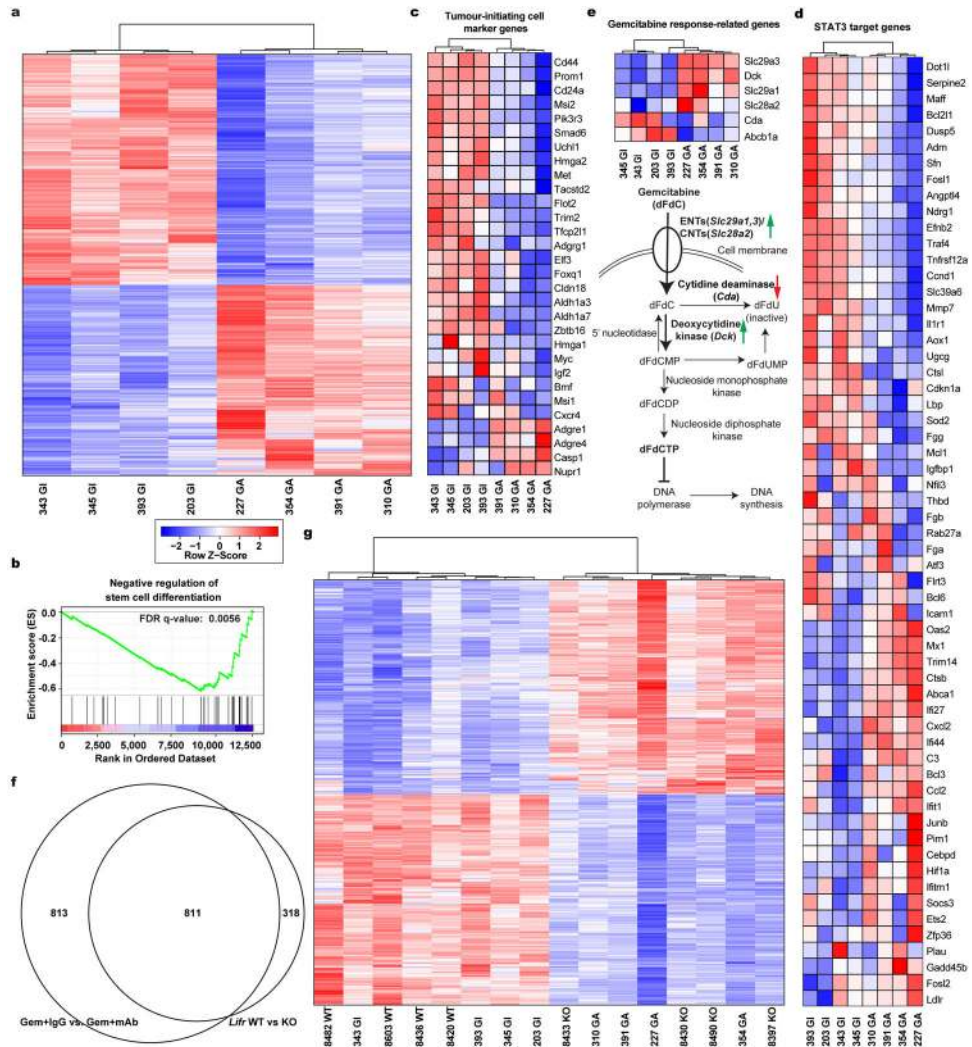 a
343 GI
345 GI
393 GI
203 GI
227 GA
354 GA
391 GA
310 GA
−2 −1 0 1 2
Row Z-Score
b
Negative regulation of
stem cell differentiation
FDR q-value: 0.0056
Enrichment score (ES)
0.0
-0.2
-0.4
-0.6
0 2,500 5,000 7,500 10,000 12,500
Rank in Ordered Dataset
c
Tumour-initiating cell
marker genes
Cd44
Prom1
Cd24a
Msi2
Pik3r3
Smad6
Uchl1
Hmga2
Met
Tacstd2
Flot2
Trim2
Tfcp2l1
Adgrg1
Elf3
Foxq1
Cldn18
Aldh1a3
Aldh1a7
Zbtb16
Hmga1
Myc
Igf2
Bmf
Msi1
Cxcr4
Adgre1
Adgre4
Casp1
Nupr1
343 GI
345 GI
203 GI
393 GI
391 GA
310 GA
354 GA
227 GA
e
Gemcitabine response-related genes
Slc29a3
Dck
Slc29a1
Slc28a2
Cda
Abcb1a
345 GI
343 GI
203 GI
393 GI
227 GA
354 GA
391 GA
310 GA
Gemcitabine
(dFdC)
ENTs(Slc29a1,3)/
CNTs(Slc28a2)
Cell membrane
Cytidine deaminase
(Cda)
dFdC
dFdU
(inactive)
5' nucleotidase
Deoxycytidine
kinase (Dck)
dFdCMP
dFdUMP
Nucleoside monophosphate
kinase
dFdCDP
Nucleoside diphosphate
kinase
dFdCTP
DNA
polymerase
DNA
synthesis
d
STAT3 target genes
Dot1l
Serpine2
Maff
Bcl2l1
Dusp5
Adm
Sfn
Fosl1
Angptl4
Ndrg1
Efnb2
Traf4
Tnfrsf12a
Ccnd1
Slc39a6
Mmp7
Il1r1
Aox1
Ugcg
Ctsl
Cdkn1a
Lbp
Sod2
Fgg
Mcl1
Igfbp1
Nfil3
Thbd
Fgb
Rab27a
Fga
Atf3
Flrt3
Bcl6
Icam1
Oas2
Mx1
Trim14
Ctsb
Abca1
Ifi27
Cxcl2
Ifi44
C3
Bcl3
Ccl2
Ifit1
Junb
Pim1
Cebpd
Hif1a
Ifitm1
Socs3
Ets2
Zfp36
Plau
Gadd45b
Fosl2
Ldlr
393 GI
203 GI
343 GI
345 GI
310 GA
391 GA
354 GA
227 GA
f
813
811
318
Gem+IgG vs. Gem+mAb
Lifr WT vs KO
g
8482 WT
343 GI
8603 WT
8436 WT
8420 WT
393 GI
345 GI
203 GI
8433 KO
310 GA
391 GA
227 GA
8430 KO
8490 KO
354 GA
8397 KO